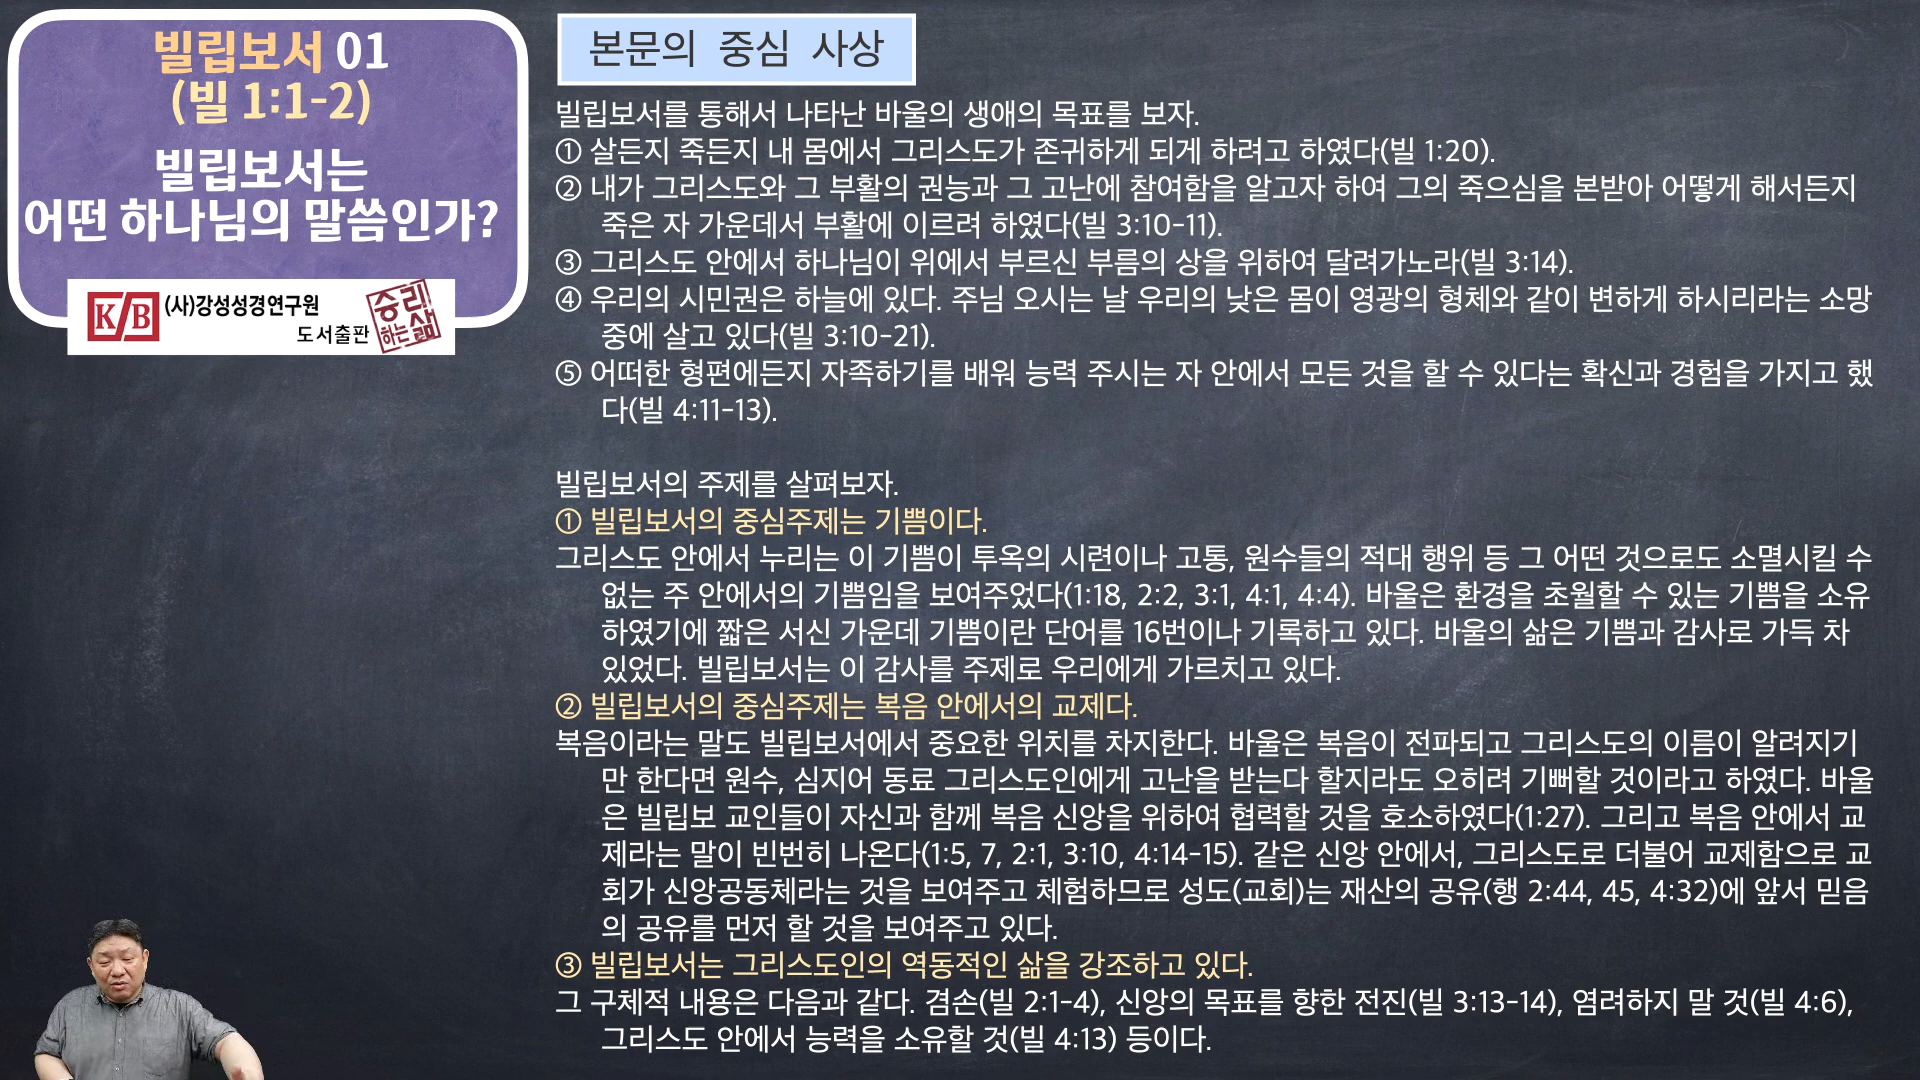 빌립보서 01
(빌 1:1-2)
빌립보서는
어떤 하나님의 말씀인가?
KB (사)강성성경연구원
도서출판 승리하는 삶
본문의 중심 사상
빌립보서를 통해서 나타난 바울의 생애의 목표를 보자.
① 살든지 죽든지 내 몸에서 그리스도가 존귀하게 되게 하려고 하였다(빌 1:20).
② 내가 그리스도와 그 부활의 권능과 그 고난에 참여함을 알고자 하여 그의 죽으심을 본받아 어떻게 해서든지
죽은 자 가운데서 부활에 이르려 하였다(빌 3:10-11).
③ 그리스도 안에서 하나님이 위에서 부르신 부름의 상을 위하여 달려가노라(빌 3:14).
④ 우리의 시민권은 하늘에 있다. 주님 오시는 날 우리의 낮은 몸이 영광의 형체와 같이 변하게 하시리라는 소망
중에 살고 있다(빌 3:10-21).
⑤ 어떠한 형편에든지 자족하기를 배워 능력 주시는 자 안에서 모든 것을 할 수 있다는 확신과 경험을 가지고 했
다(빌 4:11-13).
빌립보서의 주제를 살펴보자.
① 빌립보서의 중심주제는 기쁨이다.
그리스도 안에서 누리는 이 기쁨이 투옥의 시련이나 고통, 원수들의 적대 행위 등 그 어떤 것으로도 소멸시킬 수
없는 주 안에서의 기쁨임을 보여주었다(1:18, 2:2, 3:1, 4:1, 4:4). 바울은 환경을 초월할 수 있는 기쁨을 소유
하였기에 짧은 서신 가운데 기쁨이란 단어를 16번이나 기록하고 있다. 바울의 삶은 기쁨과 감사로 가득 차
있었다. 빌립보서는 이 감사를 주제로 우리에게 가르치고 있다.
② 빌립보서의 중심주제는 복음 안에서의 교제다.
복음이라는 말도 빌립보서에서 중요한 위치를 차지한다. 바울은 복음이 전파되고 그리스도의 이름이 알려지기
만 한다면 원수, 심지어 동료 그리스도인에게 고난을 받는다 할지라도 오히려 기뻐할 것이라고 하였다. 바울
은 빌립보 교인들이 자신과 함께 복음 신앙을 위하여 협력할 것을 호소하였다(1:27). 그리고 복음 안에서 교
제라는 말이 빈번히 나온다(1:5, 7, 2:1, 3:10, 4:14-15). 같은 신앙 안에서, 그리스도로 더불어 교제함으로 교
회가 신앙공동체라는 것을 보여주고 체험하므로 성도(교회)는 재산의 공유(행 2:44, 45, 4:32)에 앞서 믿음
의 공유를 먼저 할 것을 보여주고 있다.
③ 빌립보서는 그리스도인의 역동적인 삶을 강조하고 있다.
그 구체적 내용은 다음과 같다. 겸손(빌 2:1-4), 신앙의 목표를 향한 전진(빌 3:13-14), 염려하지 말 것(빌 4:6),
그리스도 안에서 능력을 소유할 것(빌 4:13) 등이다.